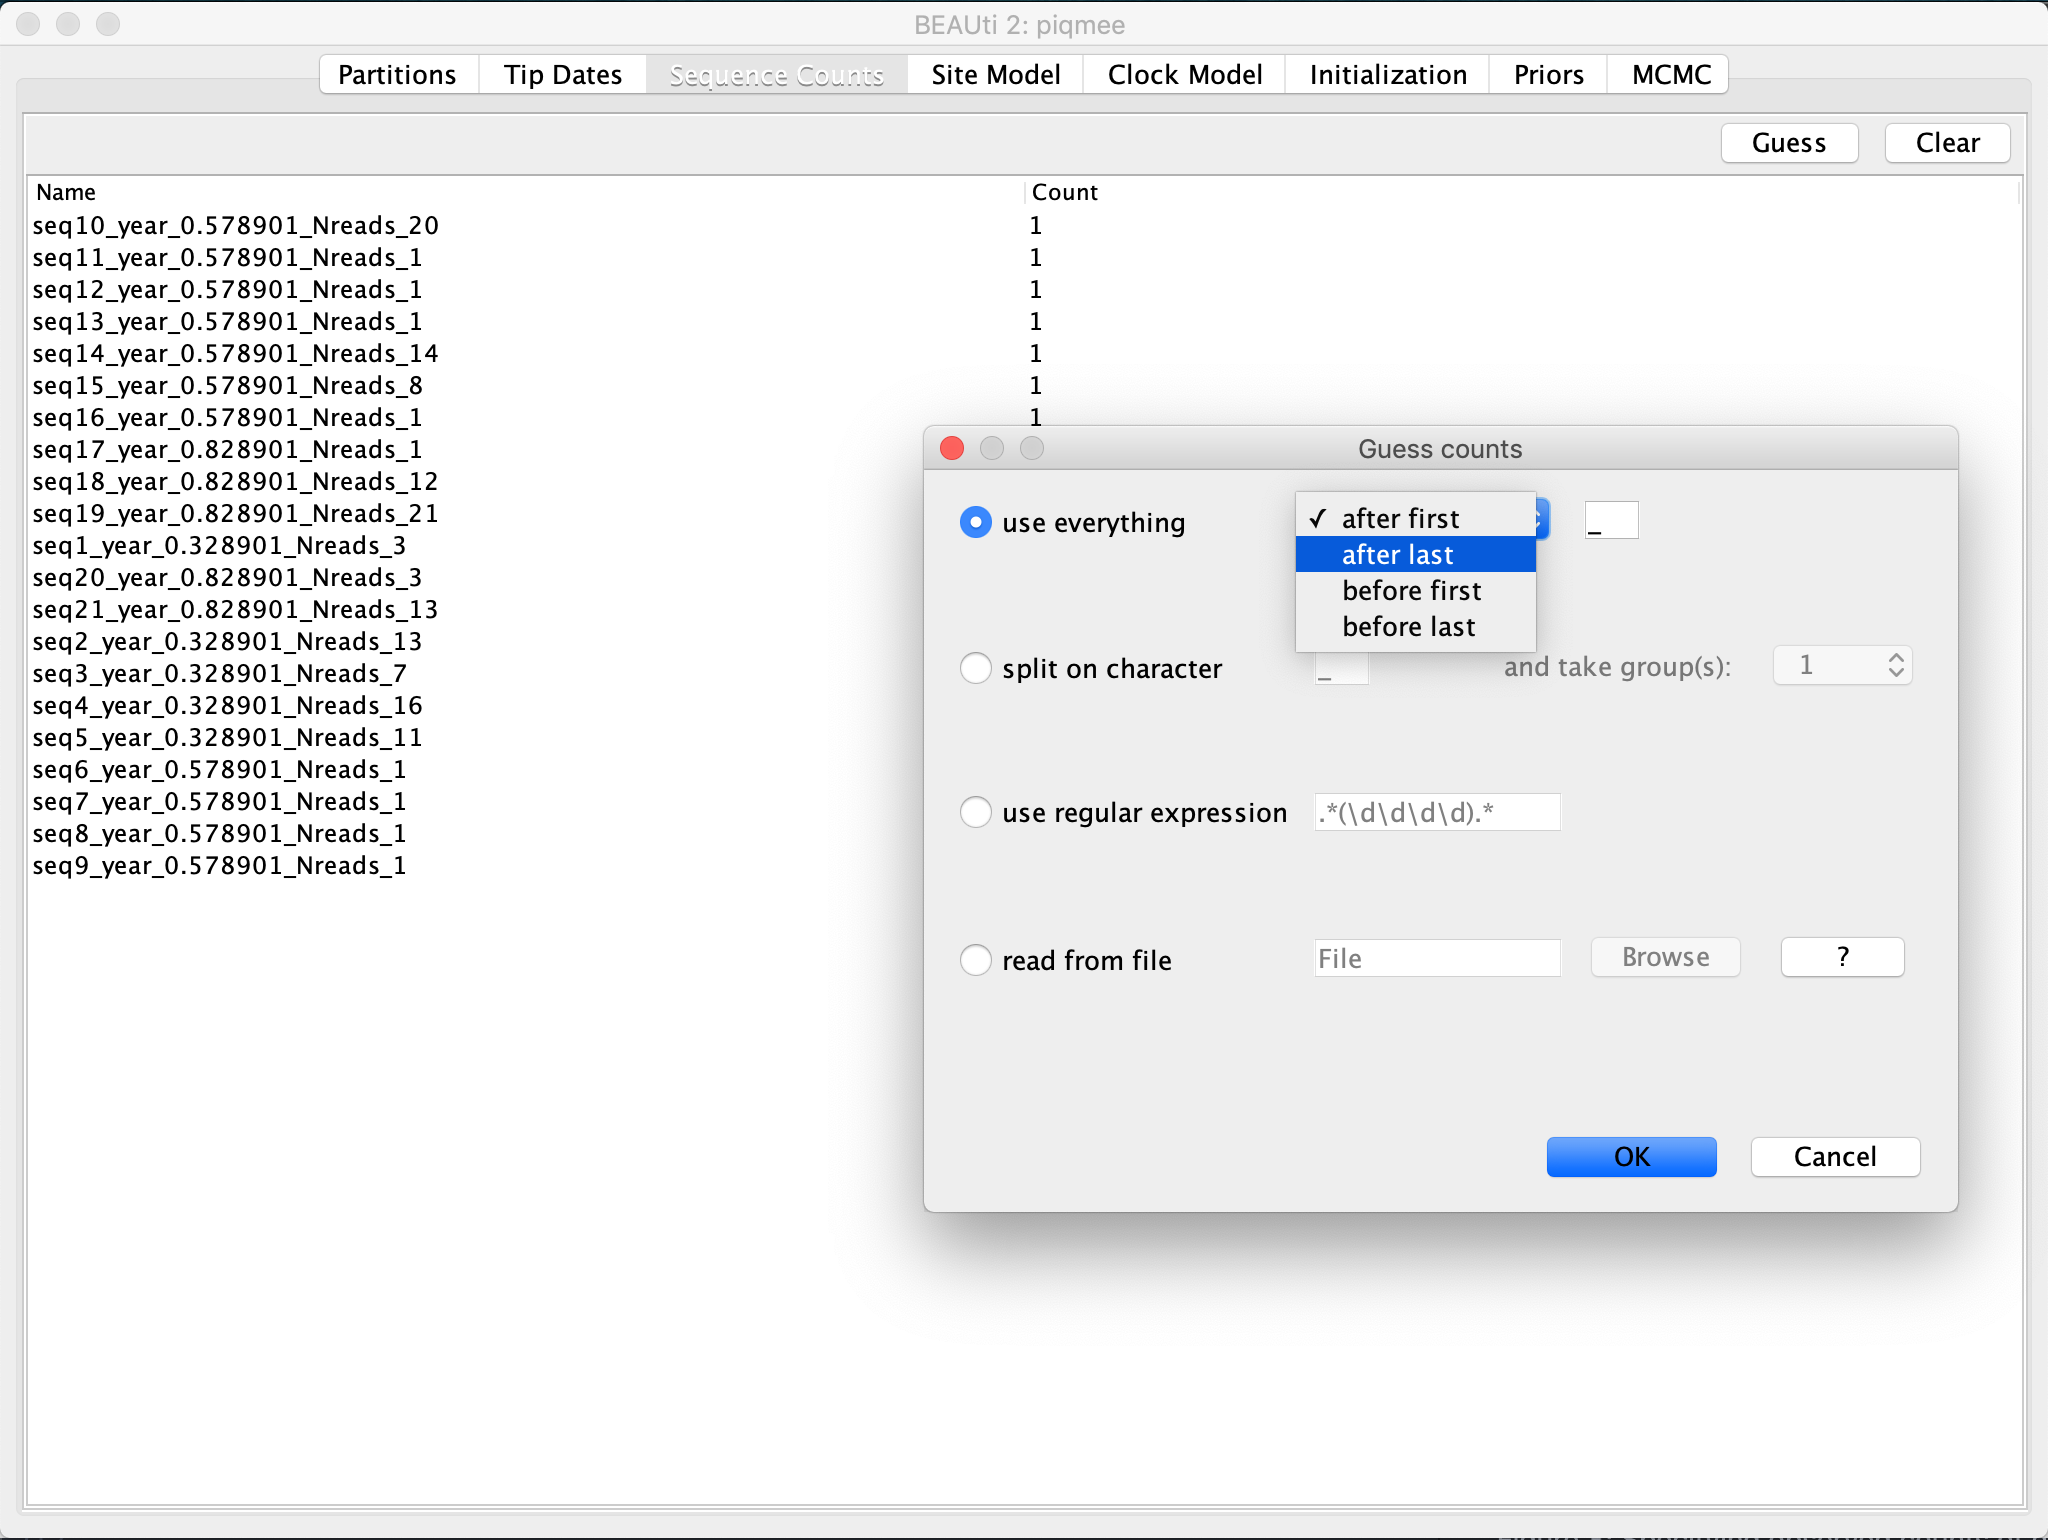 BEAUti 2: piqmee
Partitions Tip Dates Sequence Counts Site Model Clock Model Initialization Priors MCMC
Guess Clear
Name Count
seq10_year_0.578901_Nreads_20 1
seq11_year_0.578901_Nreads_1 1
seq12_year_0.578901_Nreads_1 1
seq13_year_0.578901_Nreads_1 1
seq14_year_0.578901_Nreads_14 1
seq15_year_0.578901_Nreads_8 1
seq16_year_0.578901_Nreads_1 1
seq17_year_0.828901_Nreads_1
seq18_year_0.828901_Nreads_12
seq19_year_0.828901_Nreads_21
seq1_year_0.328901_Nreads_3
seq20_year_0.828901_Nreads_3
seq21_year_0.828901_Nreads_13
seq2_year_0.328901_Nreads_13
seq3_year_0.328901_Nreads_7
seq4_year_0.328901_Nreads_16
seq5_year_0.328901_Nreads_11
seq6_year_0.578901_Nreads_1
seq7_year_0.578901_Nreads_1
seq8_year_0.578901_Nreads_1
seq9_year_0.578901_Nreads_1
Guess counts
use everything ✓ after first _
after last
before first
before last
split on character _ and take group(s): 1
use regular expression .*(\d\d\d\d).*
read from file File Browse ?
OK Cancel